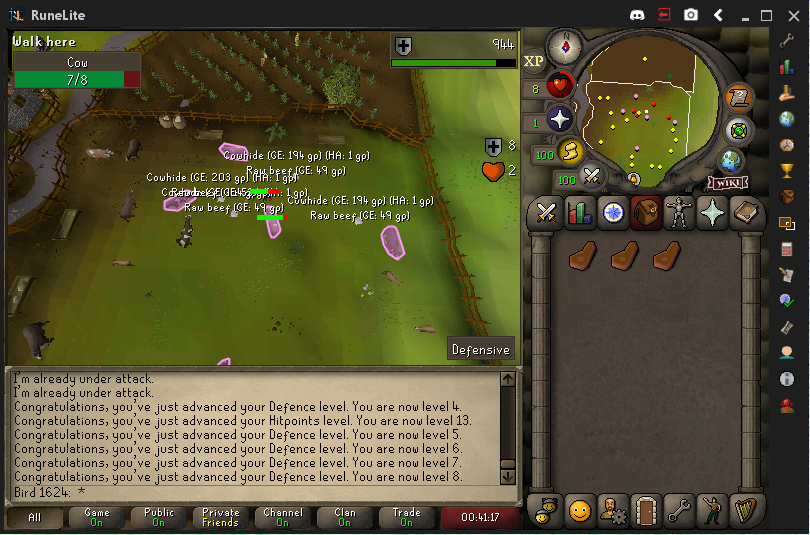 RuneLite
Walk here
Cow
7/8
944
XP
8
1
100
100
WIKI
8
2
Cowhide (GE: 194 gp) (HA: 1 gp)
Raw beef (GE: 49 gp)
Cowhide (GE: 203 gp) (HA: 1 gp)
Cowhide (GE: 194 gp) (HA: 1 gp)
Raw beef (GE: 49 gp)
Raw beef (GE: 49 gp)
Defensive
I'm already under attack.
I'm already under attack.
Congratulations, you've just advanced your Defence level. You are now level 4.
Congratulations, you've just advanced your Hitpoints level. You are now level 13.
Congratulations, you've just advanced your Defence level. You are now level 5.
Congratulations, you've just advanced your Defence level. You are now level 6.
Congratulations, you've just advanced your Defence level. You are now level 7.
Congratulations, you've just advanced your Defence level. You are now level 8.
Bird 1624: *
All
Game
On
Public
On
Private
Friends
Channel
On
Clan
On
Trade
On
00:41:17